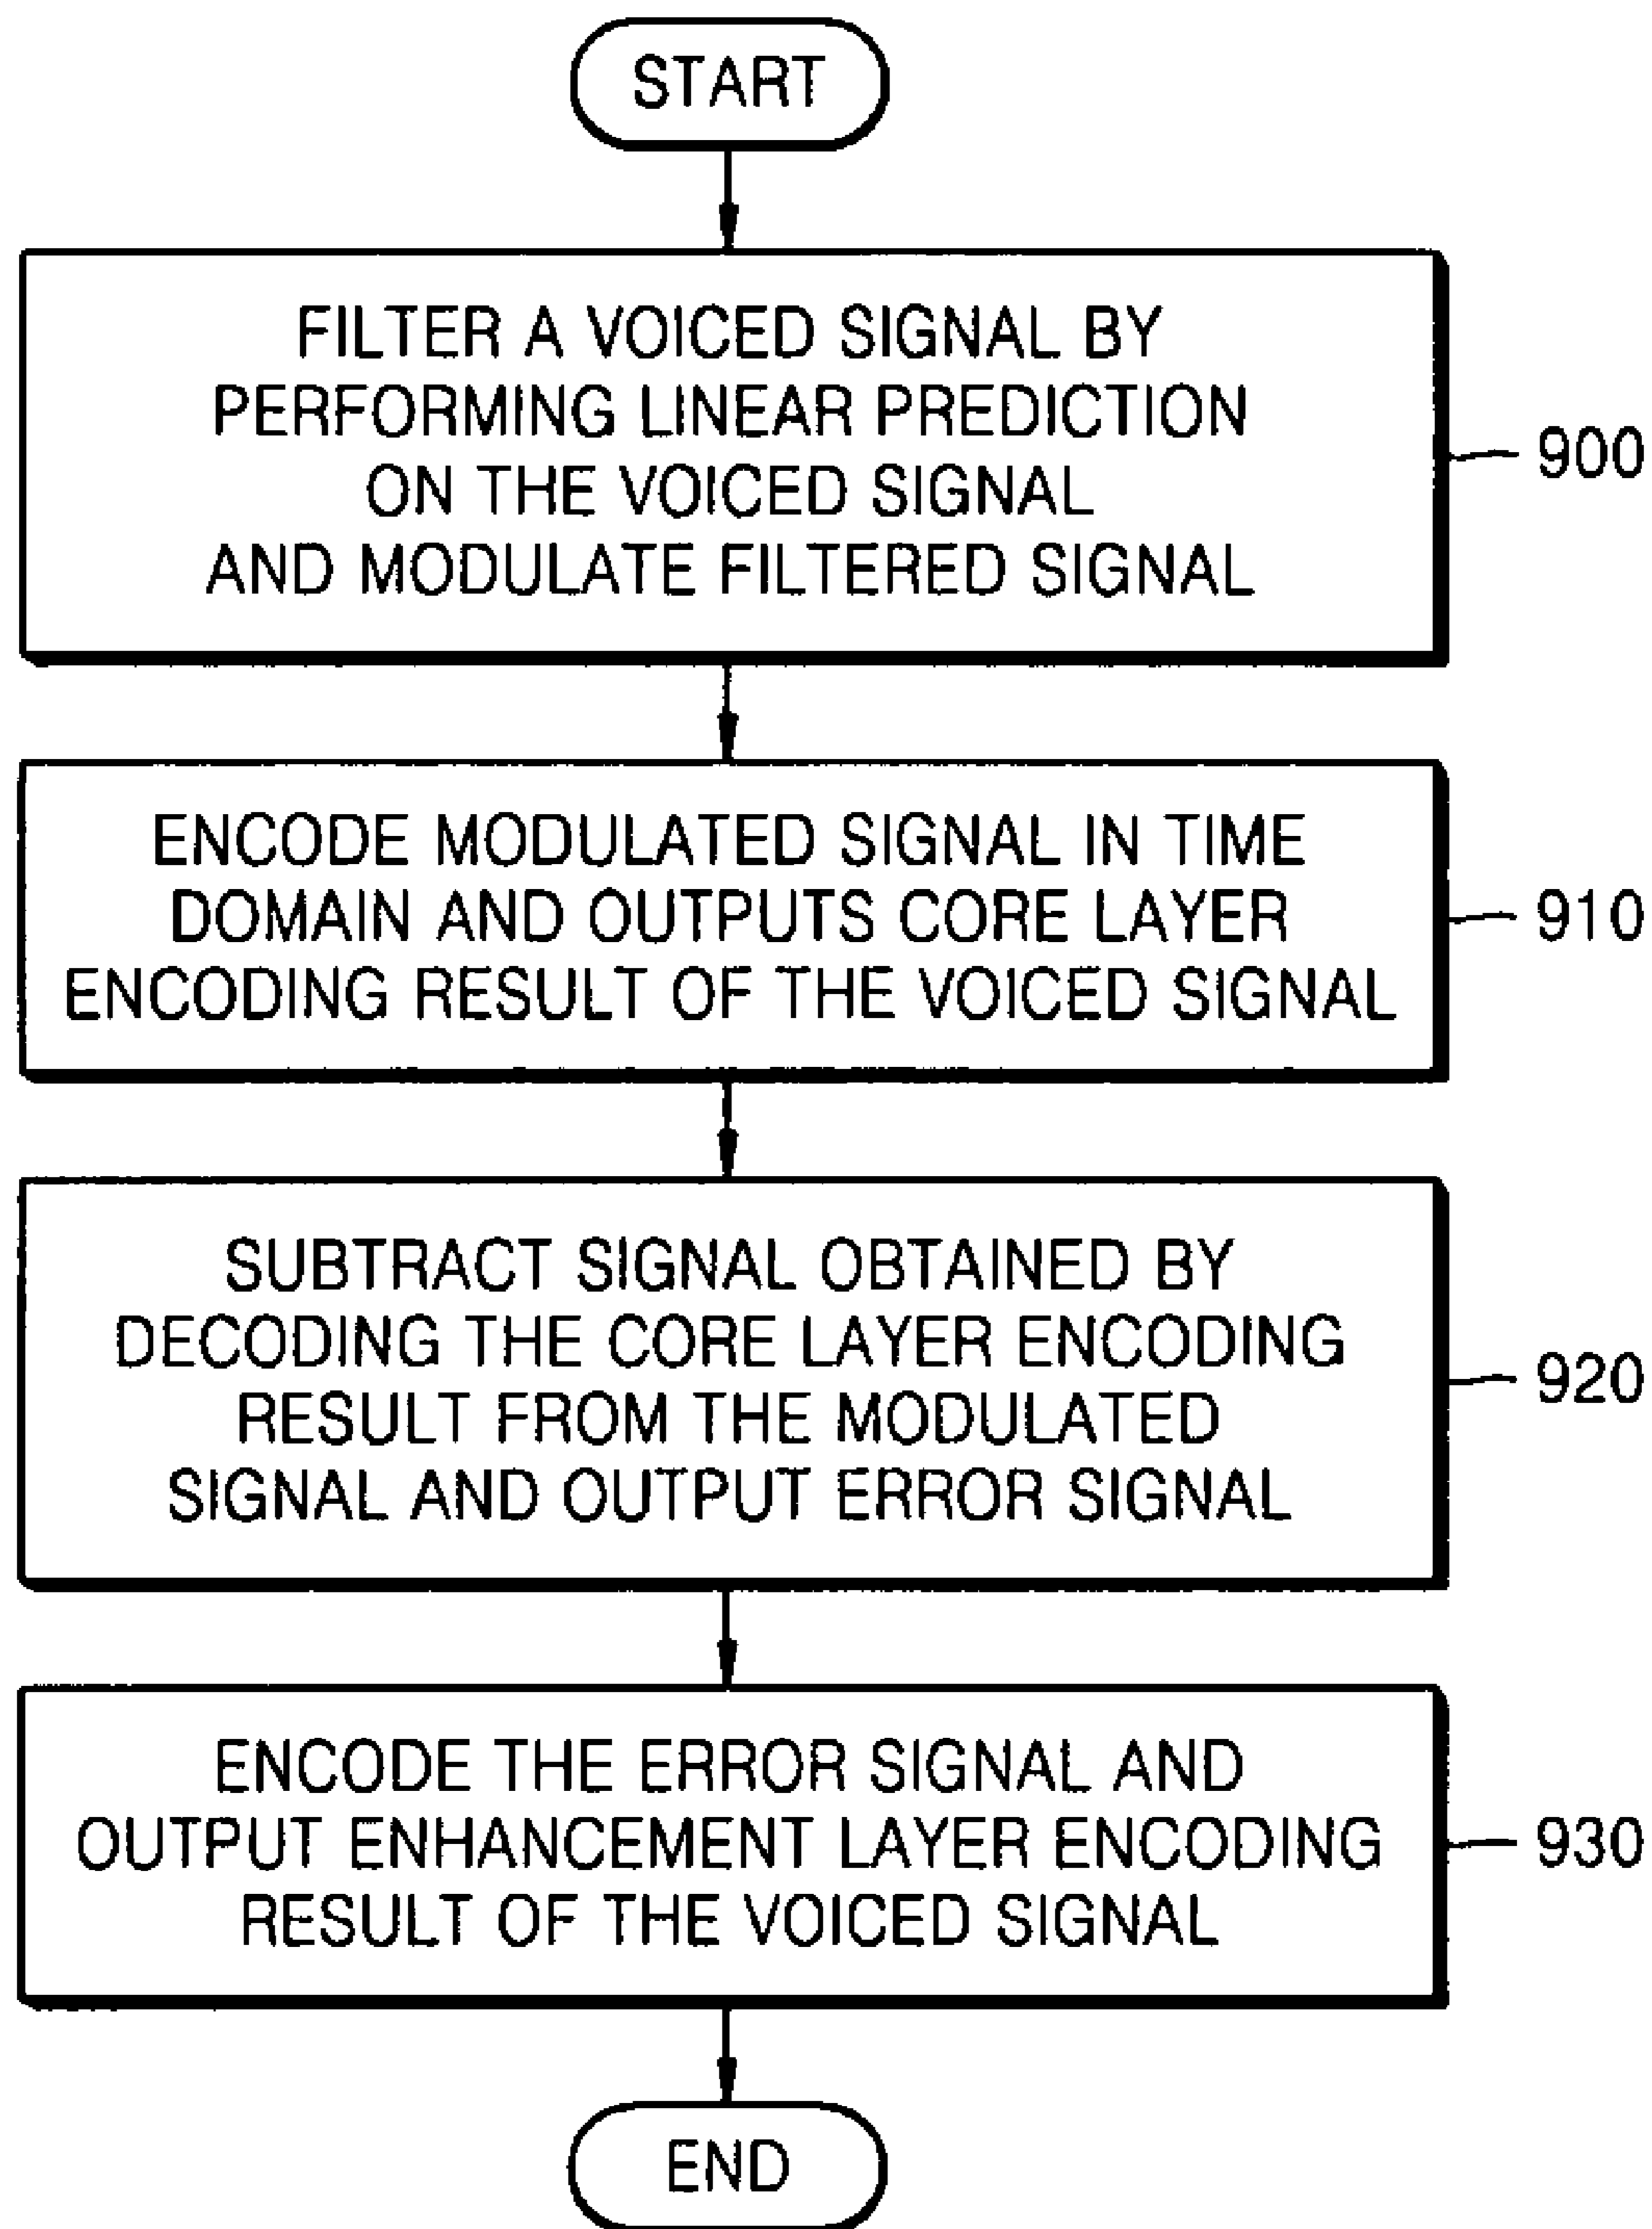 START
FILTER A VOICED SIGNAL BY
PERFORMING LINEAR PREDICTION
ON THE VOICED SIGNAL
AND MODULATE FILTERED SIGNAL
900
ENCODE MODULATED SIGNAL IN TIME
DOMAIN AND OUTPUTS CORE LAYER
ENCODING RESULT OF THE VOICED SIGNAL
910
SUBTRACT SIGNAL OBTAINED BY
DECODING THE CORE LAYER ENCODING
RESULT FROM THE MODULATED
SIGNAL AND OUTPUT ERROR SIGNAL
920
ENCODE THE ERROR SIGNAL AND
OUTPUT ENHANCEMENT LAYER ENCODING
RESULT OF THE VOICED SIGNAL
930
END